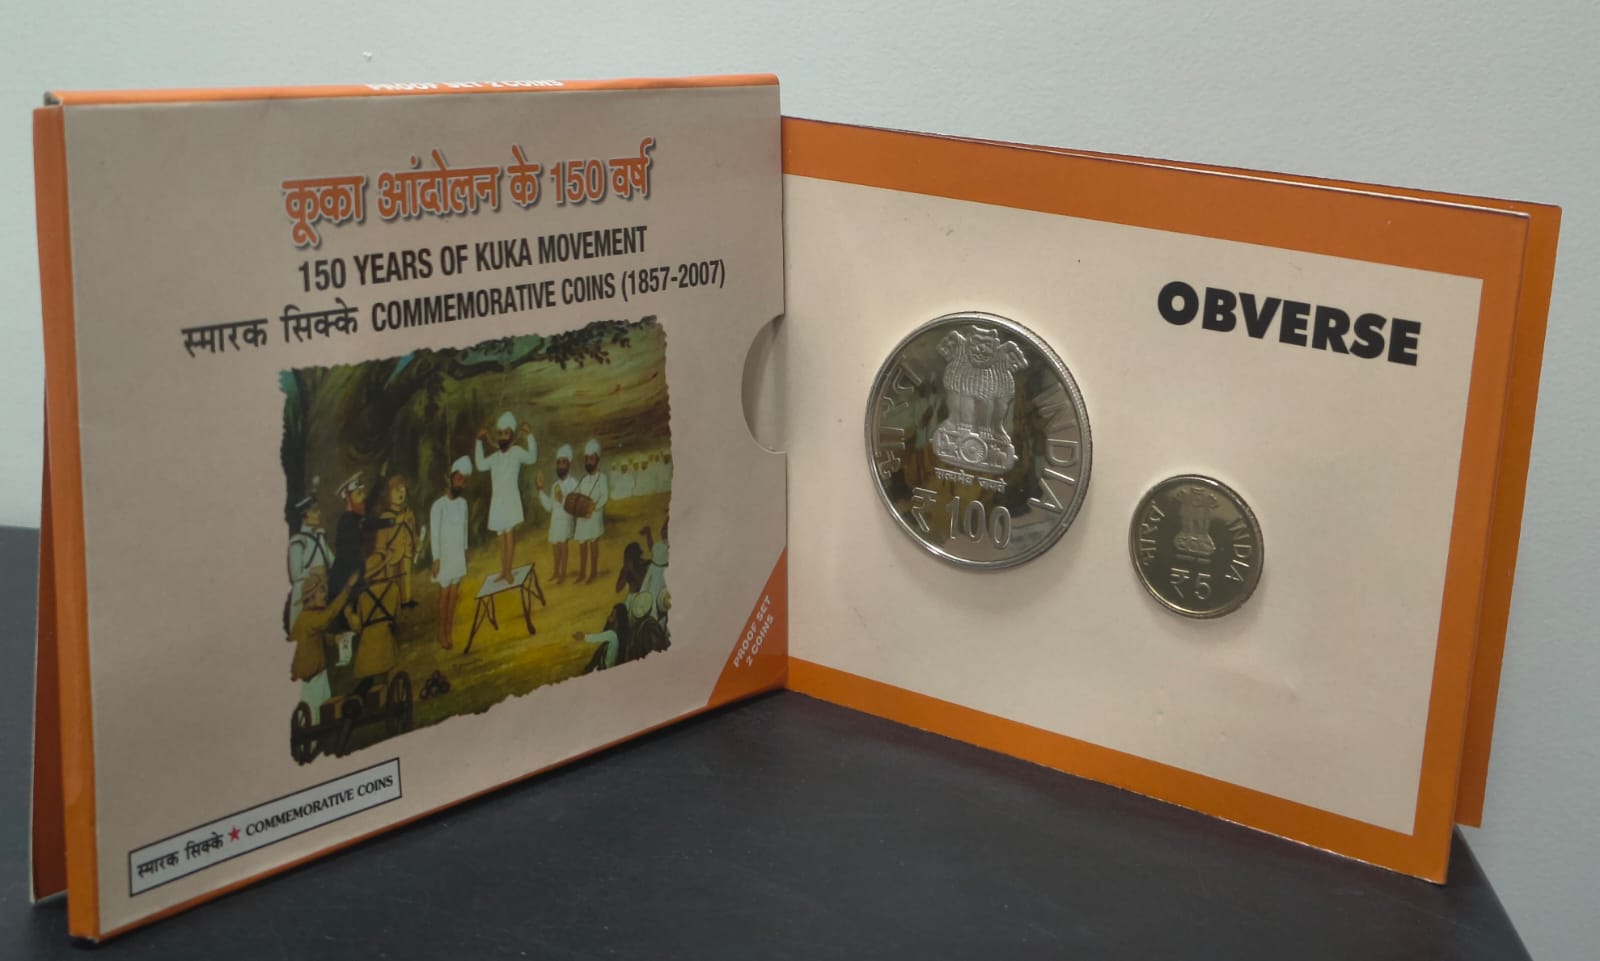 PROOF SET 2 COINS
कूका आंदोलन के 150 वर्ष
150 YEARS OF KUKA MOVEMENT
स्मारक सिक्के COMMEMORATIVE COINS (1857-2007)
PROOF SET
2 COINS
स्मारक सिक्के ★ COMMEMORATIVE COINS
OBVERSE
भारत
INDIA
सत्यमेव जयते
₹ 100
भारत
INDIA
₹ 5